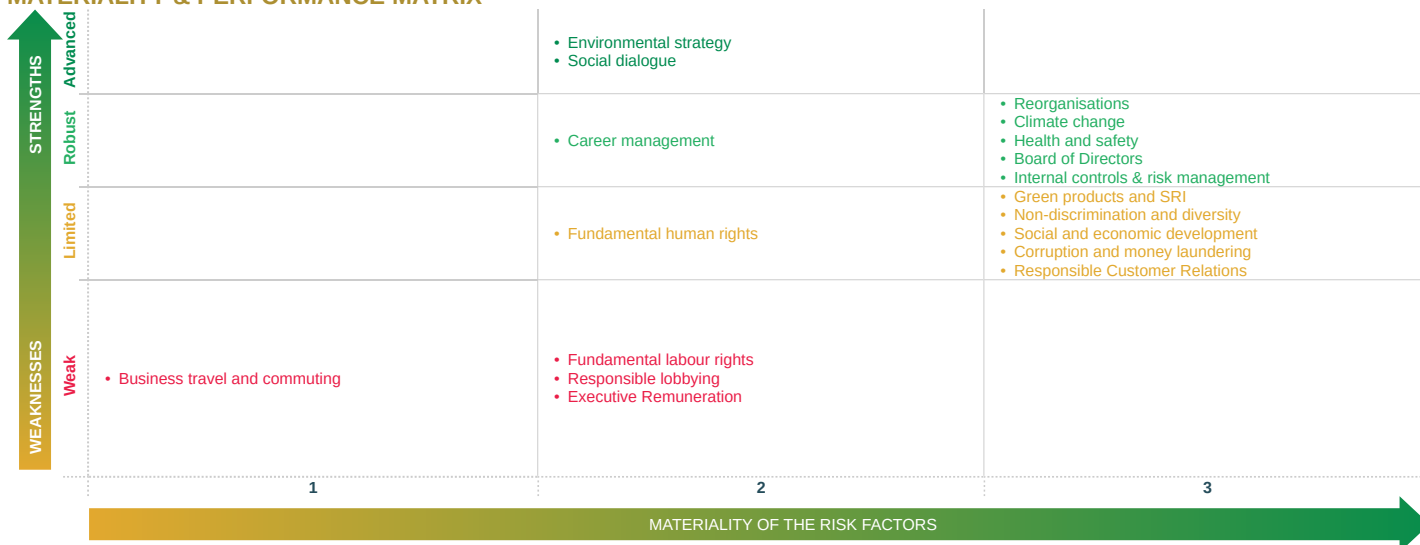 MATERIALITY & PERFORMANCE MATRIX
STRENGTHS
WEAKNESSES
Advanced
• Environmental strategy
• Social dialogue
Robust
• Career management
• Reorganisations
• Climate change
• Health and safety
• Board of Directors
• Internal controls & risk management
Limited
• Fundamental human rights
• Green products and SRI
• Non-discrimination and diversity
• Social and economic development
• Corruption and money laundering
• Responsible Customer Relations
Weak
• Business travel and commuting
• Fundamental labour rights
• Responsible lobbying
• Executive Remuneration
1
2
3
MATERIALITY OF THE RISK FACTORS